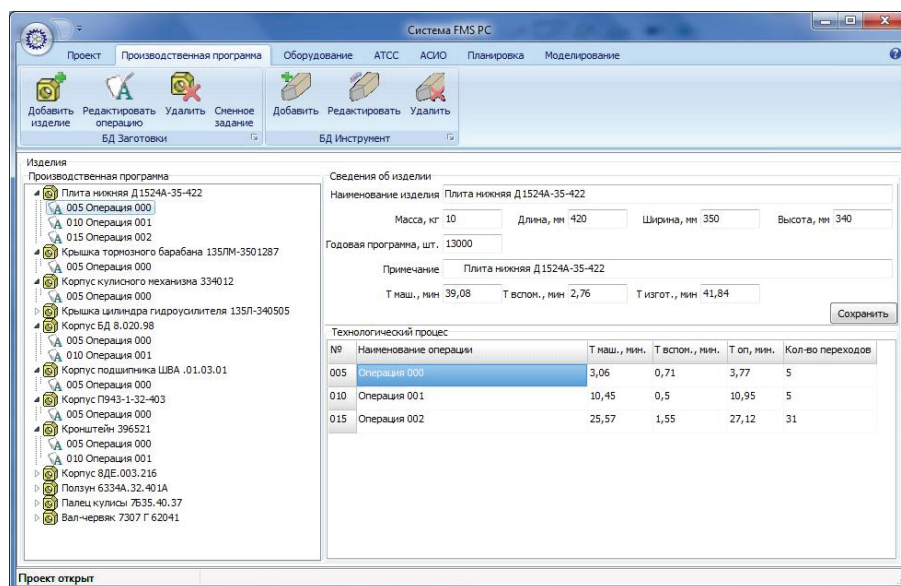 Система FMS PC
Проект Производственная программа Оборудование АТСС АСИО Планировка Моделирование
Добавить изделие Редактировать операцию Удалить Сменное задание Добавить Редактировать Удалить
БД Заготовки БД Инструмент
Изделия
Производственная программа
Плита нижняя Д1524А-35-422
005 Операция 000
010 Операция 001
015 Операция 002
Крышка тормозного барабана 135ЛМ-3501287
005 Операция 000
Корпус кулисного механизма 334012
005 Операция 000
Крышка цилиндра гидроусилителя 135Л-340505
Корпус БД 8.020.98
005 Операция 000
010 Операция 001
Корпус подшипника ШВА .01.03.01
005 Операция 000
Корпус П943-1-32-403
005 Операция 000
Кронштейн 396521
005 Операция 000
010 Операция 001
Корпус 8ДЕ.003.216
Ползун 6334А.32.401А
Палец кулисы 7Б35.40.37
Вал-червяк 7307 Г 62041
Сведения об изделии
Наименование изделия Плита нижняя Д1524А-35-422
Масса, кг 10 Длина, мм 420 Ширина, мм 350 Высота, мм 340
Годовая программа, шт. 13000
Примечание Плита нижняя Д1524А-35-422
Т маш., мин 39,08 Т вспом., мин 2,76 Т изгот., мин 41,84
Сохранить
Технологический процес
№ Наименование операции Т маш., мин. Т вспом., мин. Т оп, мин. Кол-во переходов
005 Операция 000 3,06 0,71 3,77 5
010 Операция 001 10,45 0,5 10,95 5
015 Операция 002 25,57 1,55 27,12 31
Проект открыт